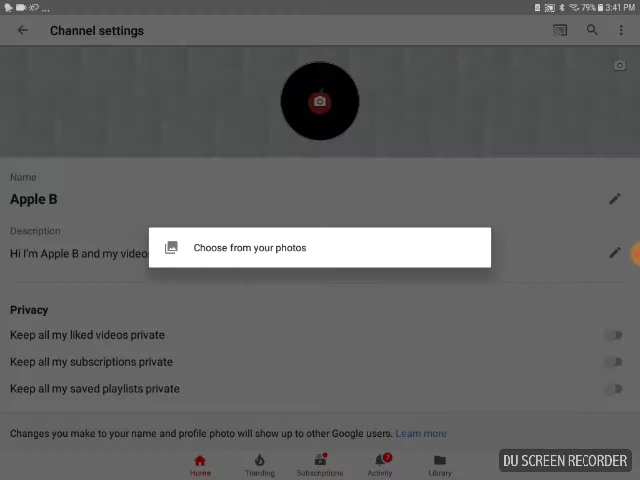 ... 79% 3:41 PM
Channel settings
Name
Apple B
Description
Hi I'm Apple B and my video
Choose from your photos
Privacy
Keep all my liked videos private
Keep all my subscriptions private
Keep all my saved playlists private
Changes you make to your name and profile photo will show up to other Google users. Learn more
DU SCREEN RECORDER
7
Home Trending Subscriptions Activity Library